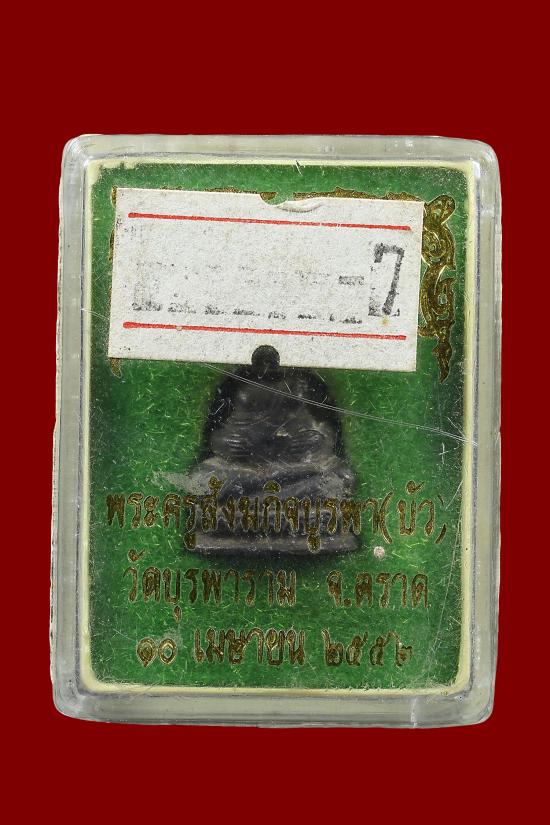 -7
พระครูสังฆกิจบูรพา(บัว)
วัดบุรพาราม จ.ตราด
๑๐ เมษายน ๒๕๕๒